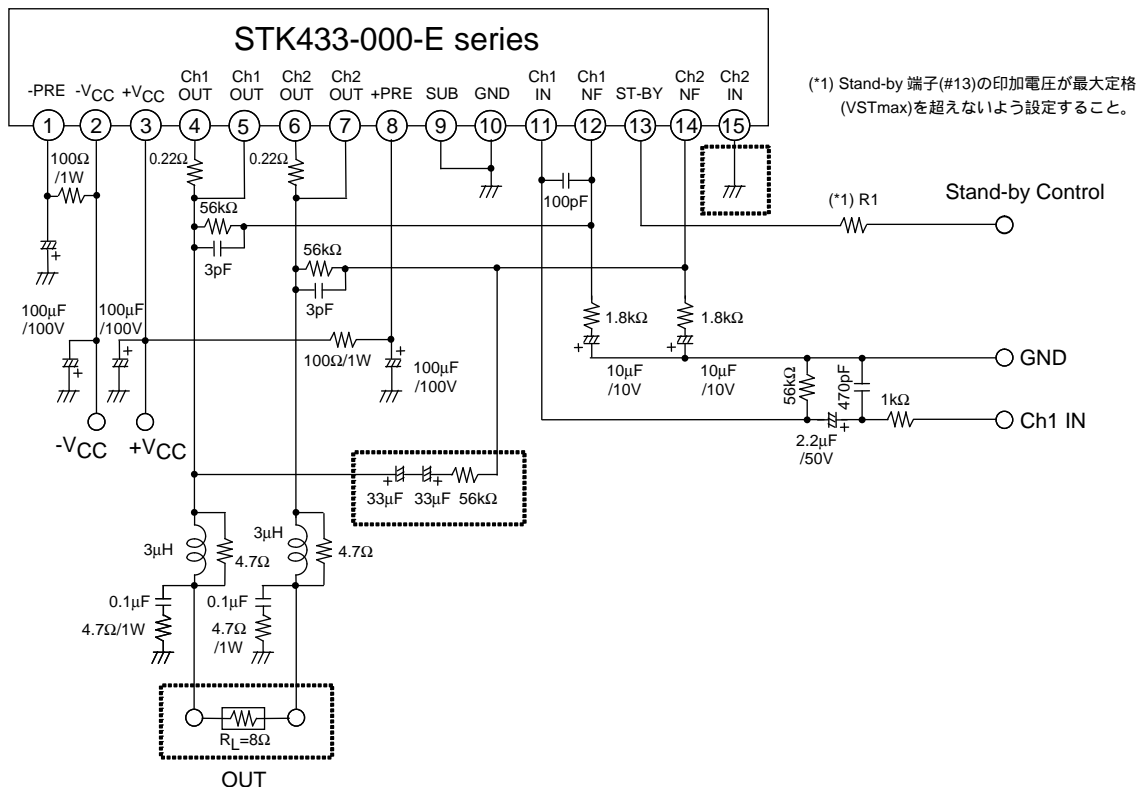 STK433-000-E series
-PRE
-VCC
+VCC
Ch1 OUT
Ch1 OUT
Ch2 OUT
Ch2 OUT
+PRE
SUB
GND
Ch1 IN
Ch1 NF
ST-BY
Ch2 NF
Ch2 IN
1
2
3
4
5
6
7
8
9
10
11
12
13
14
15
(*1) Stand-by 端子(#13)の印加電圧が最大定格
(VSTmax)を超えないよう設定すること。
100Ω
/1W
0.22Ω
0.22Ω
100pF
(*1) R1
Stand-by Control
56kΩ
3pF
56kΩ
3pF
+
100μF
/100V
+
100μF
/100V
+
100Ω/1W
+
100μF
/100V
1.8kΩ
+
10μF
/10V
1.8kΩ
+
10μF
/10V
GND
56kΩ
470pF
1kΩ
2.2μF
/50V
+
Ch1 IN
-VCC
+VCC
+
33μF
+
33μF
56kΩ
3μH
4.7Ω
3μH
4.7Ω
0.1μF
4.7Ω/1W
0.1μF
4.7Ω
/1W
RL=8Ω
OUT